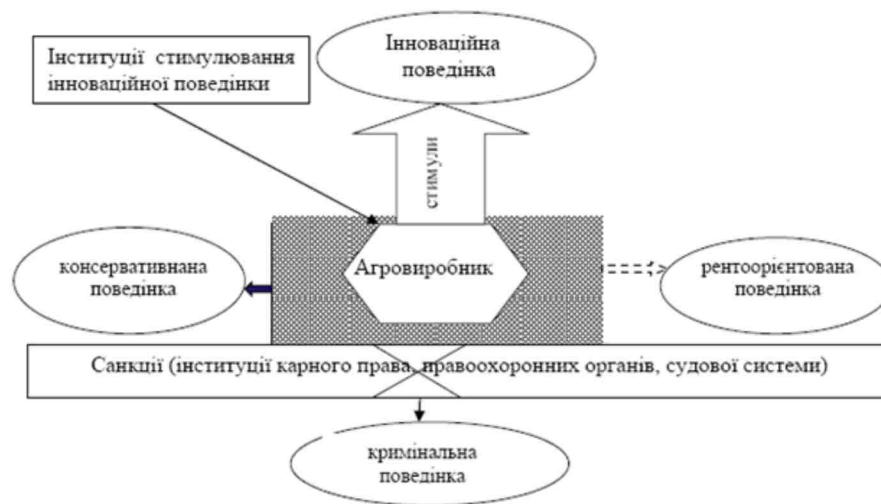 Інституції стимулювання
інноваційної поведінки
Інноваційна
поведінка
стимули
консервативнана
поведінка
Агровиробник
рентоорієнтована
поведінка
Санкції (інституції карного права, правоохоронних органів, судової системи)
кримінальна
поведінка